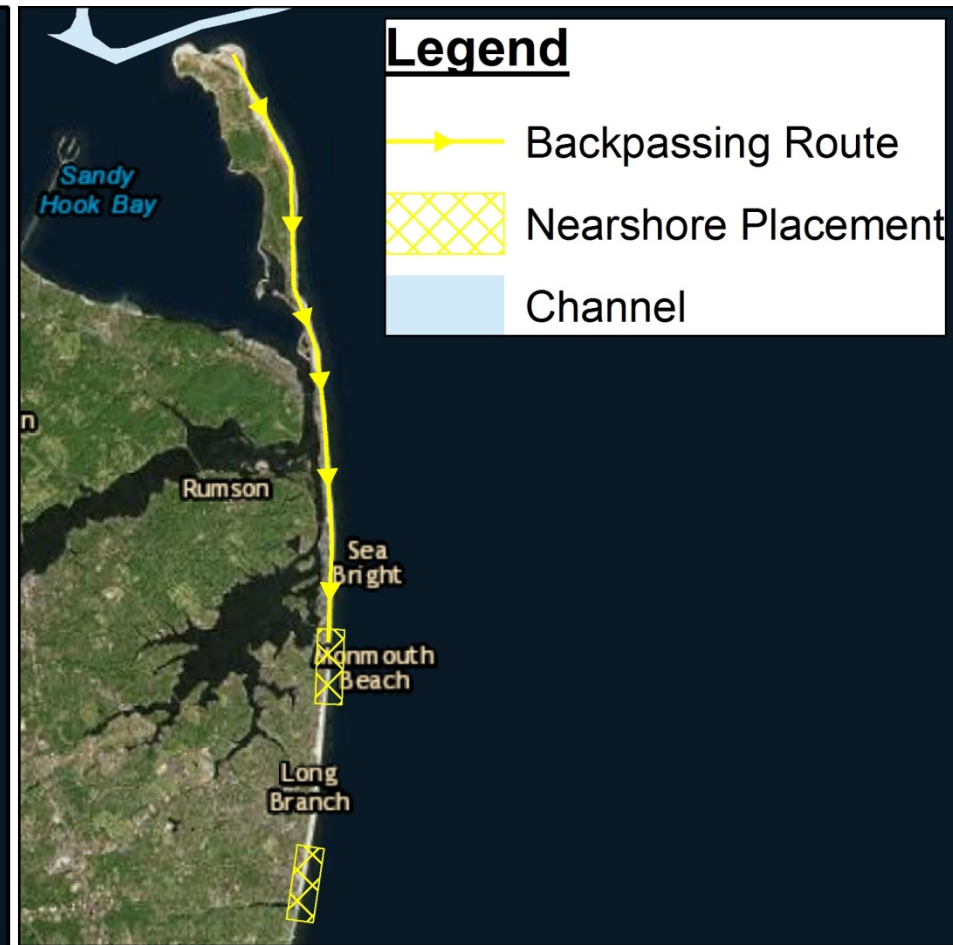 Legend
Backpassing Route
Nearshore Placement
Channel
Sandy
Hook Bay
n
Rumson
Sea
Bright
Monmouth
Beach
Long
Branch